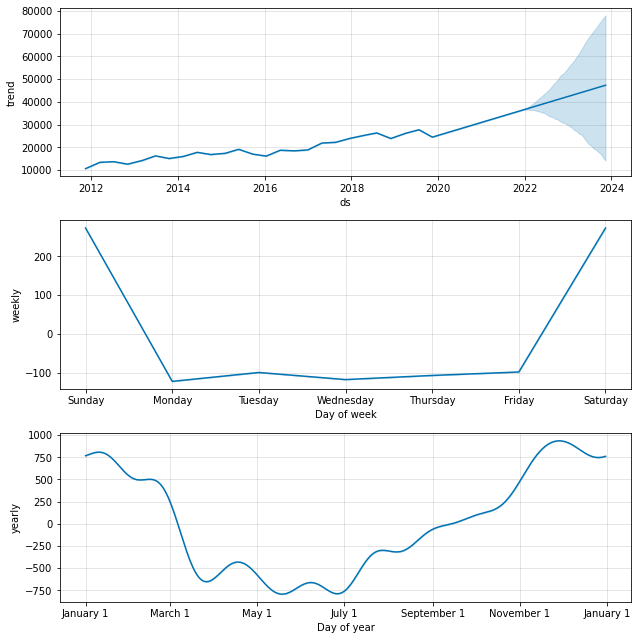 80000
70000
60000
50000
40000
30000
20000
10000
trend
2012 2014 2016 2018 2020 2022 2024
ds
200
100
0
−100
weekly
Sunday Monday Tuesday Wednesday Thursday Friday Saturday
Day of week
1000
750
500
250
0
−250
−500
−750
yearly
January 1 March 1 May 1 July 1 September 1 November 1 January 1
Day of year